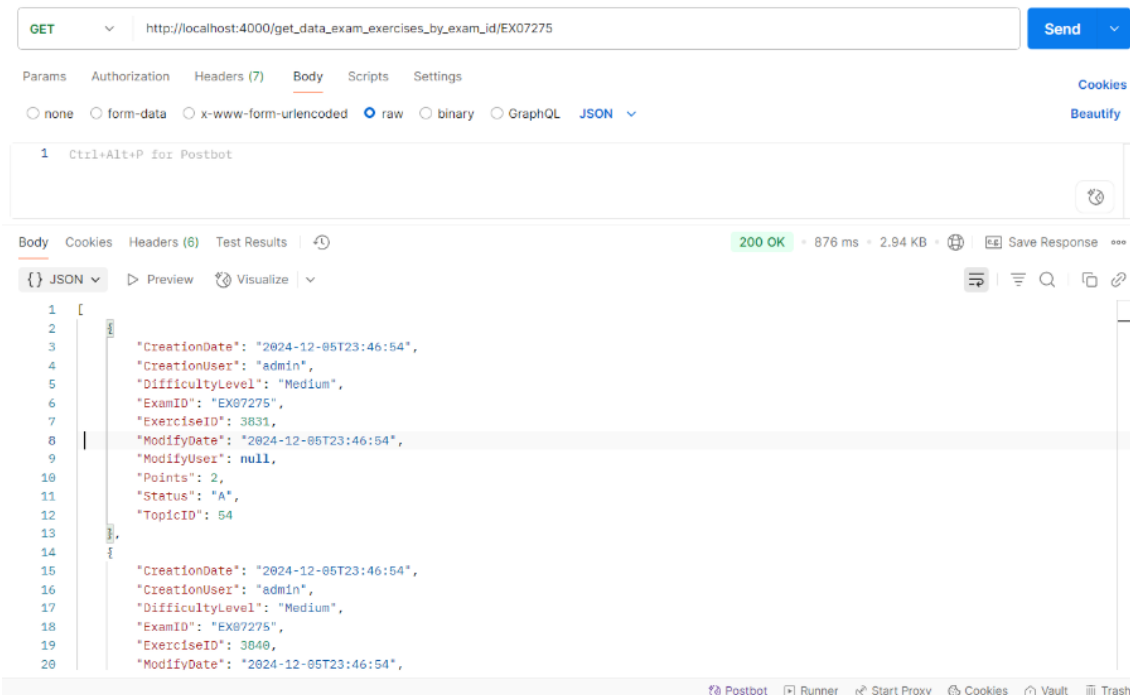 GET http://localhost:4000/get_data_exam_exercises_by_exam_id/EX07275 Send
Params Authorization Headers (7) Body Scripts Settings Cookies
none form-data x-www-form-urlencoded raw binary GraphQL JSON Beautify
1 Ctrl+Alt+P for Postbot
Body Cookies Headers (6) Test Results 200 OK 876 ms 2.94 KB e.g. Save Response
{} JSON Preview Visualize
1 [
2 {
3 "CreationDate": "2024-12-05T23:46:54",
4 "CreationUser": "admin",
5 "DifficultyLevel": "Medium",
6 "ExamID": "EX07275",
7 "ExerciseID": 3831,
8 "ModifyDate": "2024-12-05T23:46:54",
9 "ModifyUser": null,
10 "Points": 2,
11 "Status": "A",
12 "TopicID": 54
13 },
14 {
15 "CreationDate": "2024-12-05T23:46:54",
16 "CreationUser": "admin",
17 "DifficultyLevel": "Medium",
18 "ExamID": "EX07275",
19 "ExerciseID": 3840,
20 "ModifyDate": "2024-12-05T23:46:54",
Postbot Runner Start Proxy Cookies Vault Trash